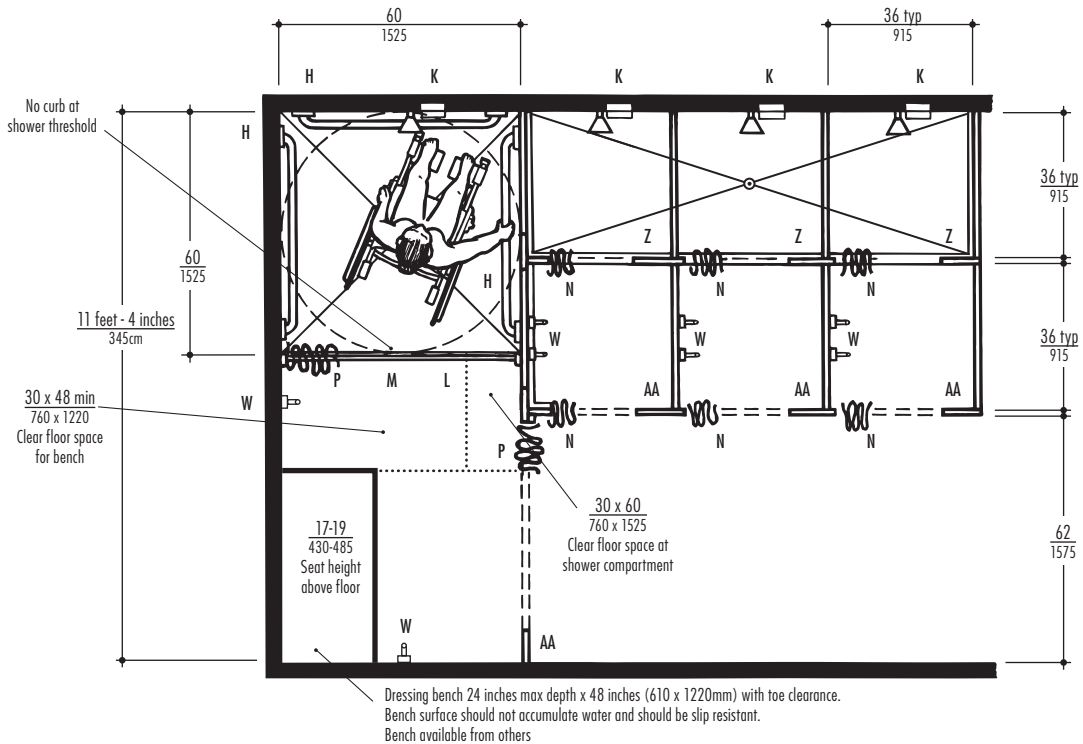 60
1525
36 typ
915
H
K
K
K
K
No curb at
shower threshold
H
36 typ
915
60
1525
Z
Z
Z
H
N
N
N
11 feet - 4 inches
345cm
W
W
W
36 typ
915
P
M
L
30 x 48 min
760 x 1220
Clear floor space
for bench
W
AA
AA
AA
N
N
N
P
30 x 60
760 x 1525
Clear floor space at
shower compartment
17-19
430-485
Seat height
above floor
62
1575
W
AA
Dressing bench 24 inches max depth x 48 inches (610 x 1220mm) with toe clearance.
Bench surface should not accumulate water and should be slip resistant.
Bench available from others